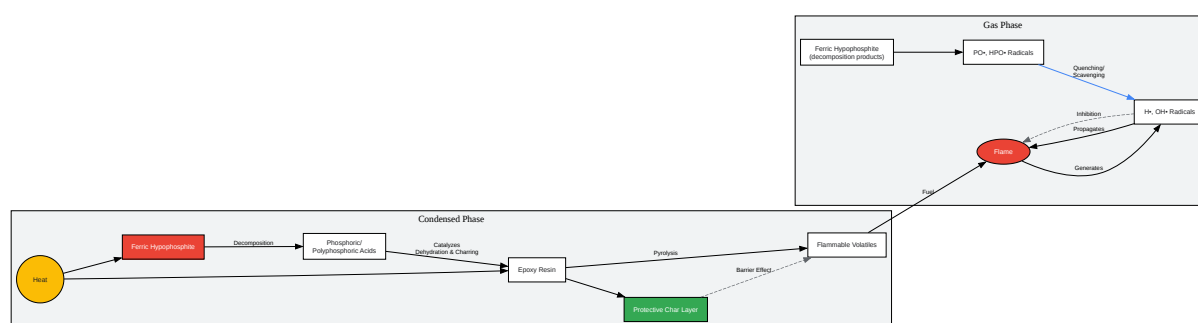 Gas Phase
Ferric Hypophosphite
(decomposition products)
PO•, HPO• Radicals
Quenching/
Scavenging
H•, OH• Radicals
Inhibition
Propagates
Flame
Generates
Fuel
Condensed Phase
Heat
Ferric Hypophosphite
Decomposition
Phosphoric/
Polyphosphoric Acids
Catalyzes
Dehydration & Charring
Epoxy Resin
Pyrolysis
Flammable Volatiles
Barrier Effect
Protective Char Layer